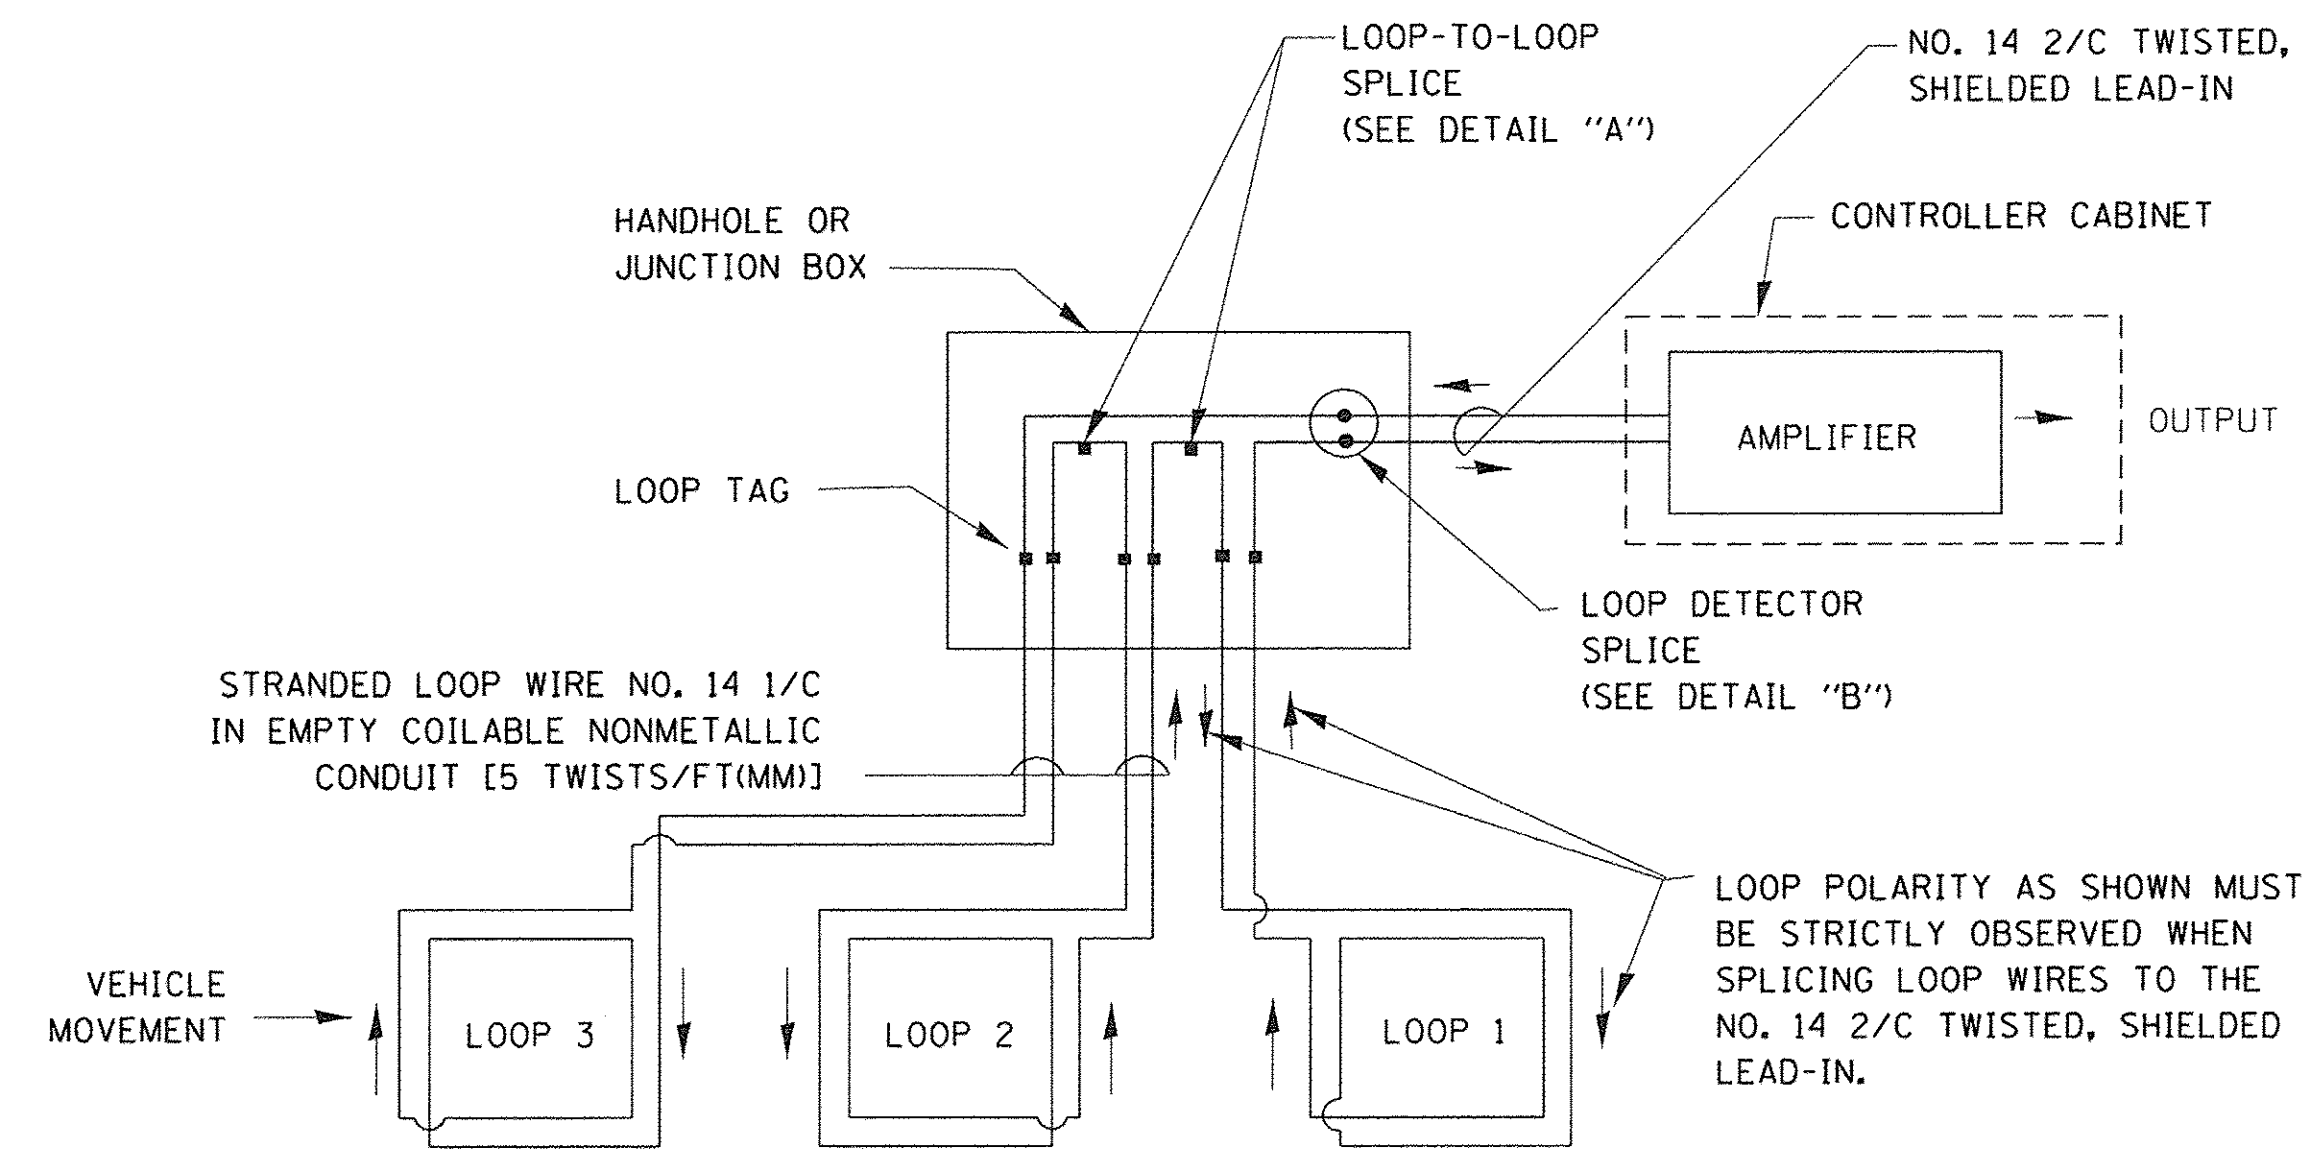 LOOP-TO-LOOP
SPLICE
(SEE DETAIL "A")
NO. 14 2/C TWISTED,
SHIELDED LEAD-IN
HANDHOLE OR
JUNCTION BOX
CONTROLLER CABINET
AMPLIFIER
OUTPUT
LOOP TAG
LOOP DETECTOR
SPLICE
(SEE DETAIL "B")
STRANDED LOOP WIRE NO. 14 1/C
IN EMPTY COILABLE NONMETALLIC
CONDUIT [5 TWISTS/FT(MM)]
LOOP POLARITY AS SHOWN MUST
BE STRICTLY OBSERVED WHEN
SPLICING LOOP WIRES TO THE
NO. 14 2/C TWISTED, SHIELDED
LEAD-IN.
VEHICLE
MOVEMENT
LOOP 3
LOOP 2
LOOP 1